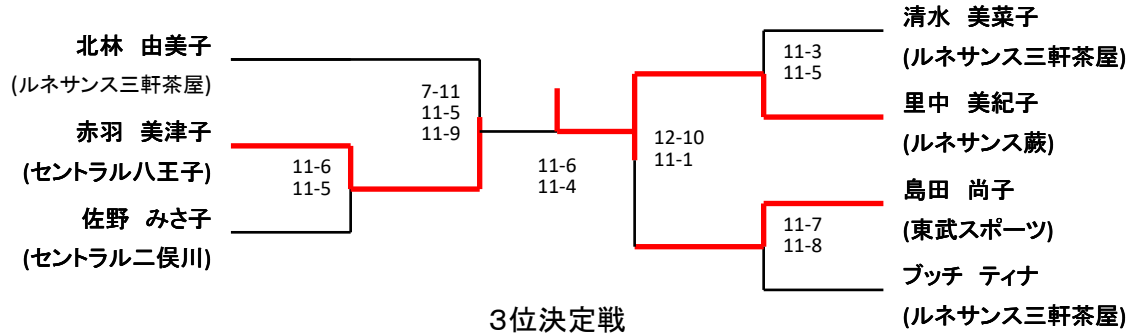 北林　由美子
(ルネサンス三軒茶屋)
赤羽　美津子
(セントラル八王子)
佐野　みさ子
(セントラル二俣川)
11-6
11-5
7-11
11-5
11-9
11-6
11-4
12-10
11-1
11-3
11-5
11-7
11-8
清水　美菜子
(ルネサンス三軒茶屋)
里中　美紀子
(ルネサンス蕨)
島田　尚子
(東武スポーツ)
ブッチ　ティナ
(ルネサンス三軒茶屋)
３位決定戦